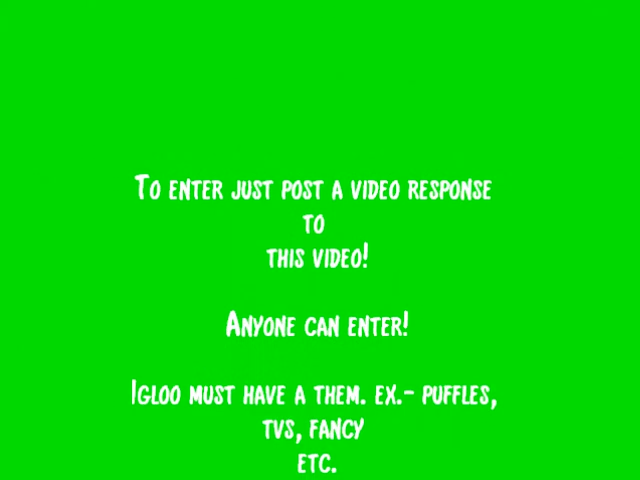 To enter just post a video response
to
this video!
Anyone can enter!
Igloo must have a them. ex.- puffles,
tvs, fancy
etc.